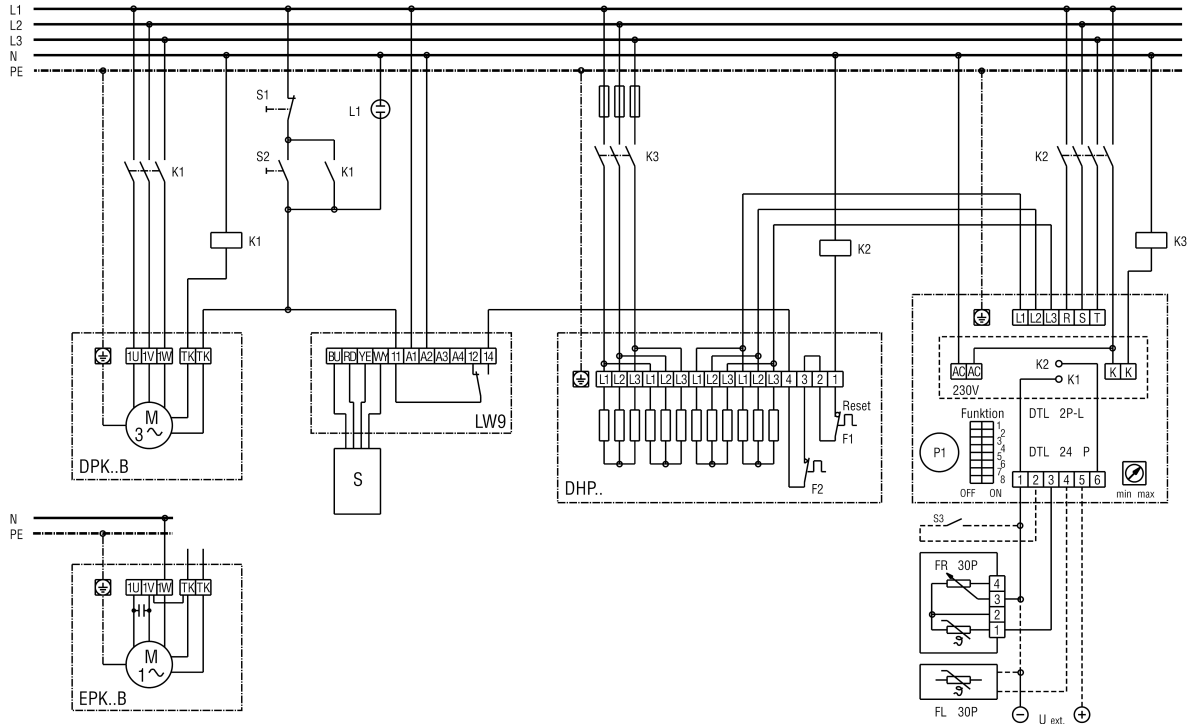 L1
L2
L3
N
PE
S1
L1
S2
K1
K1
K1
K3
K2
K2
K3
1U 1V 1W TK TK
M
3~
DPK..B
BU RD YE WY 11 A1 A2 A3 A4 12 14
LW9
S
L1 L2 L3 L1 L2 L3 L1 L2 L3 L1 L2 L3 4 3 2 1
Reset
F1
F2
DHP..
L1 L2 L3 R S T
AC AC
230V
K2
K1
K K
Funktion
DTL 2P-L
P1
1
2
3
4
5
6
7
8
DTL 24 P
OFF ON
1 2 3 4 5 6
min max
S3
FR 30P
4
3
2
1
ϑ
ϑ
FL 30P
U ext.
N
PE
1U 1V 1W TK TK
M
1~
EPK..B